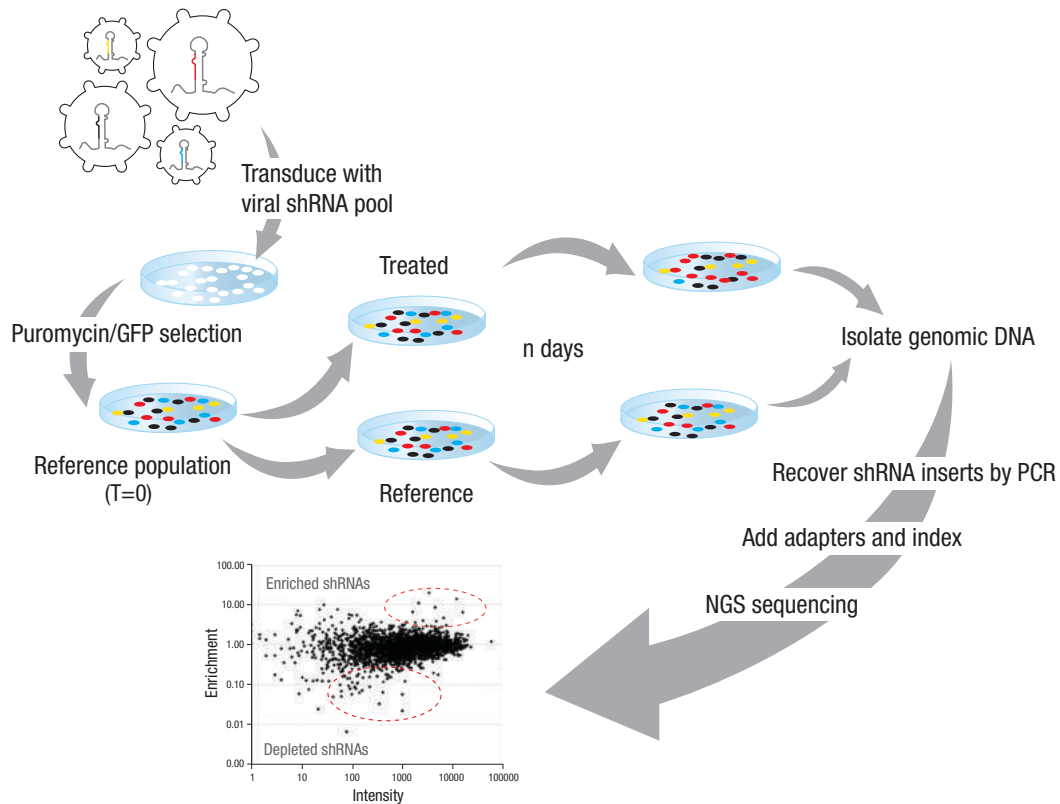 Transduce with
viral shRNA pool
Treated
Puromycin/GFP selection
n days
Isolate genomic DNA
Reference population
(T=0)
Reference
Recover shRNA inserts by PCR
Add adapters and index
NGS sequencing
100.00
Enriched shRNAs
10.00
1.00
Enrichment
0.10
0.01
Depleted shRNAs
0.00
1
10
100
1000
10000
100000
Intensity